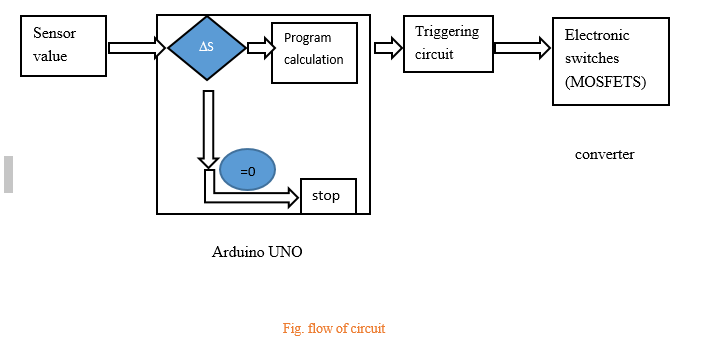 Sensor
value
ΔS
Program
calculation
Triggering
circuit
Electronic
switches
(MOSFETS)
converter
=0
stop
Arduino UNO
Fig. flow of circuit